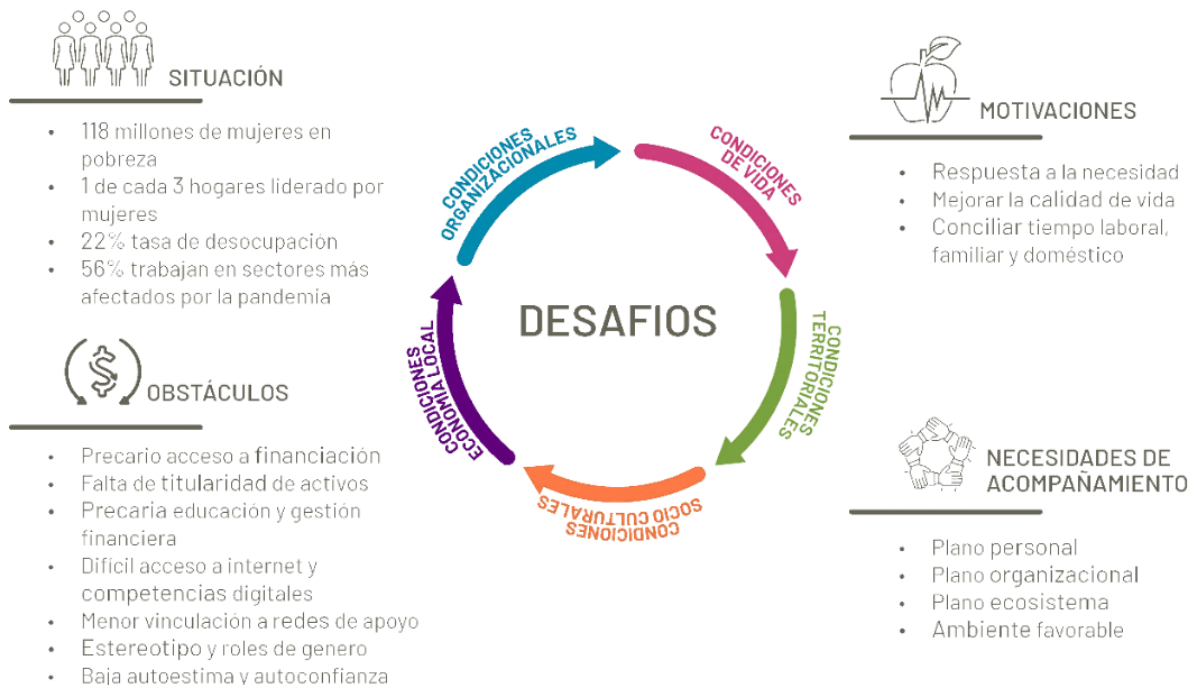 SITUACIÓN
• 118 millones de mujeres en
pobreza
• 1 de cada 3 hogares liderado por
mujeres
• 22% tasa de desocupación
• 56% trabajan en sectores más
afectados por la pandemia
OBSTÁCULOS
• Precario acceso a financiación
• Falta de titularidad de activos
• Precaria educación y gestión
financiera
• Difícil acceso a internet y
competencias digitales
• Menor vinculación a redes de apoyo
• Estereotipo y roles de genero
• Baja autoestima y autoconfianza
DESAFIOS
CONDICIONES
ORGANIZACIONALES
CONDICIONES
DE VIDA
CONDICIONES
TERRITORIALES
CONDICIONES
SOCIO CULTURALES
CONDICIONES
ECONOMIA LOCAL
MOTIVACIONES
• Respuesta a la necesidad
• Mejorar la calidad de vida
• Conciliar tiempo laboral,
familiar y doméstico
NECESIDADES DE
ACOMPAÑAMIENTO
• Plano personal
• Plano organizacional
• Plano ecosistema
• Ambiente favorable